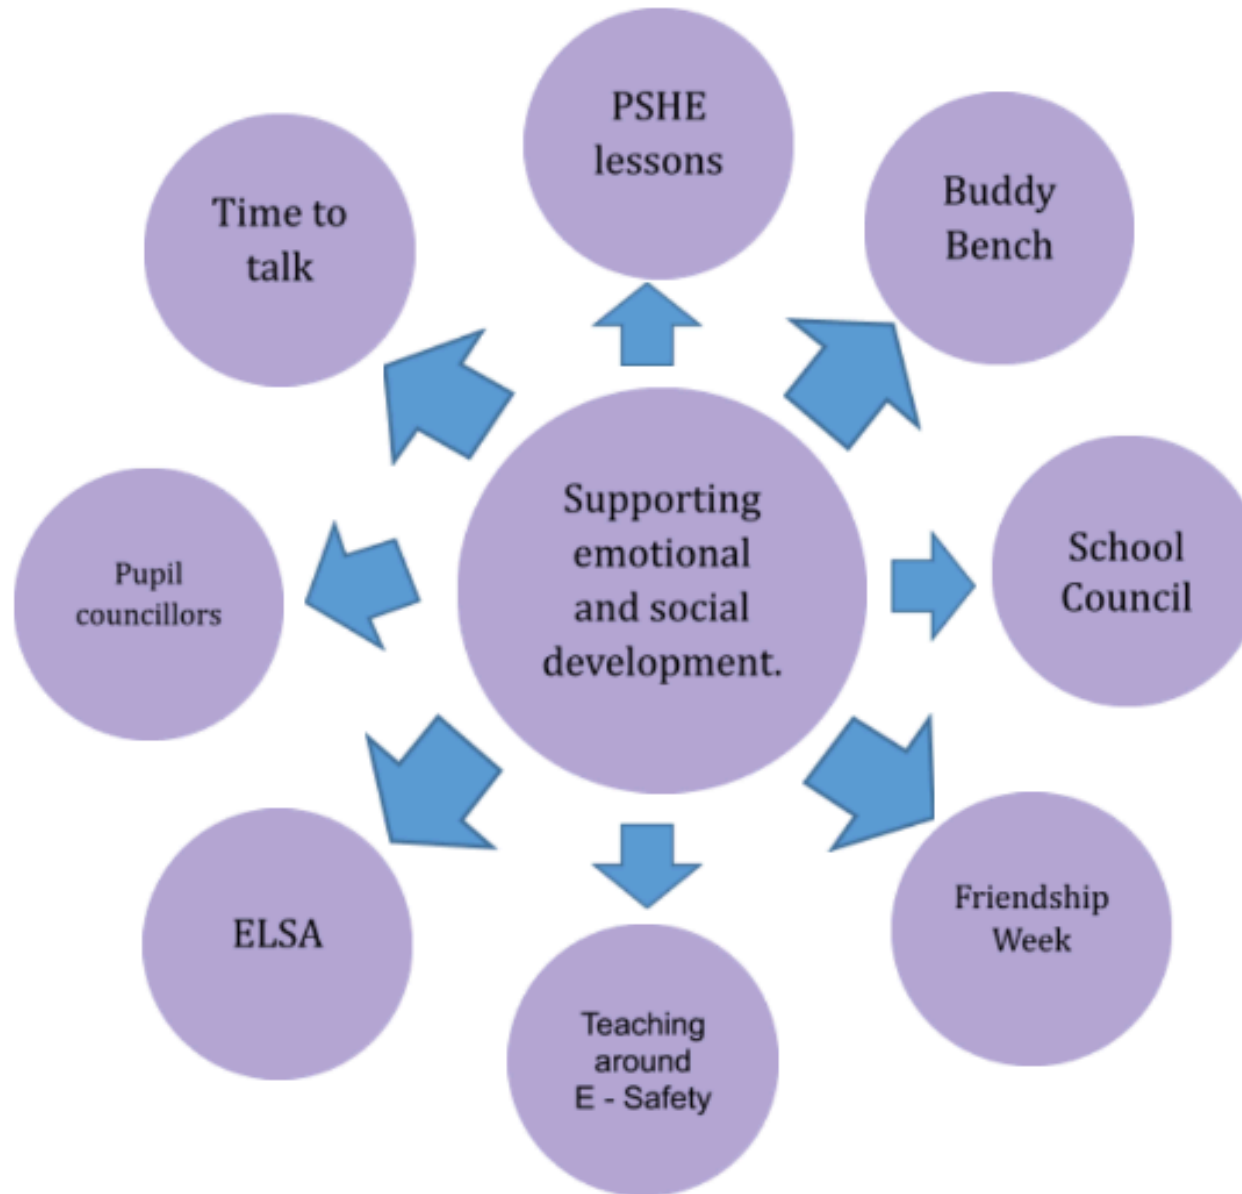 PSHE
lessons
Buddy
Bench
Time to
talk
Supporting
emotional
and social
development.
School
Council
Pupil
councillors
Friendship
Week
ELSA
Teaching
around
E - Safety